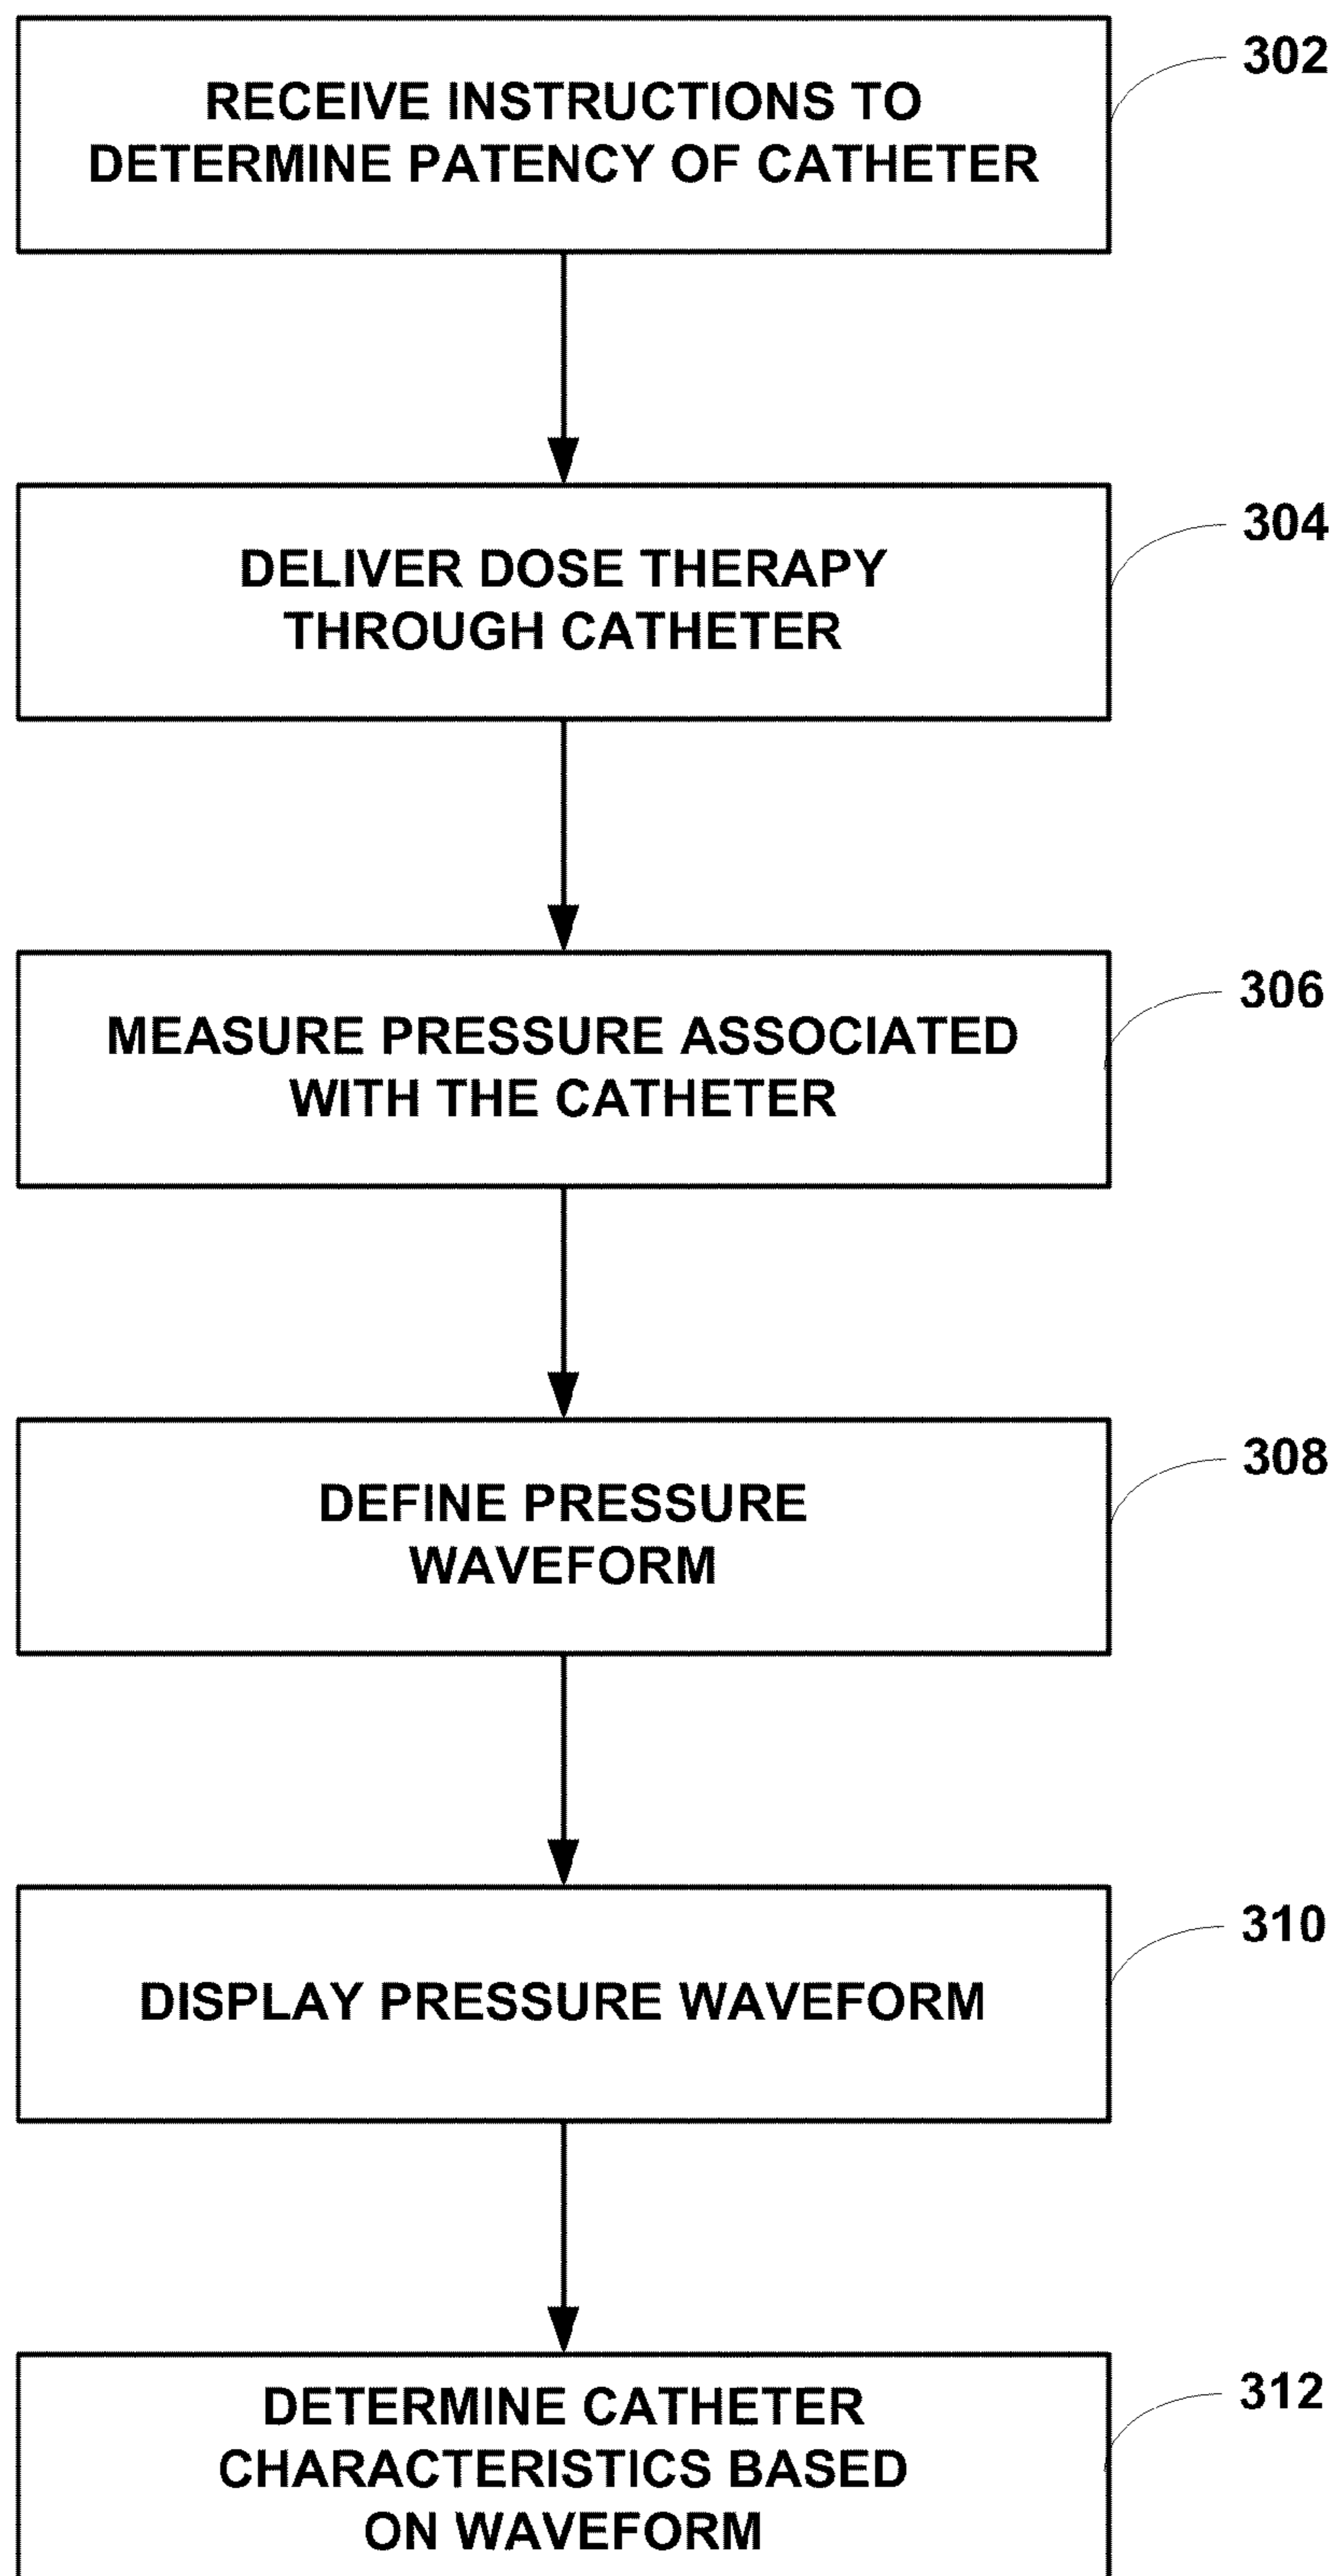 302
RECEIVE INSTRUCTIONS TO
DETERMINE PATENCY OF CATHETER
304
DELIVER DOSE THERAPY
THROUGH CATHETER
306
MEASURE PRESSURE ASSOCIATED
WITH THE CATHETER
308
DEFINE PRESSURE
WAVEFORM
310
DISPLAY PRESSURE WAVEFORM
312
DETERMINE CATHETER
CHARACTERISTICS BASED
ON WAVEFORM